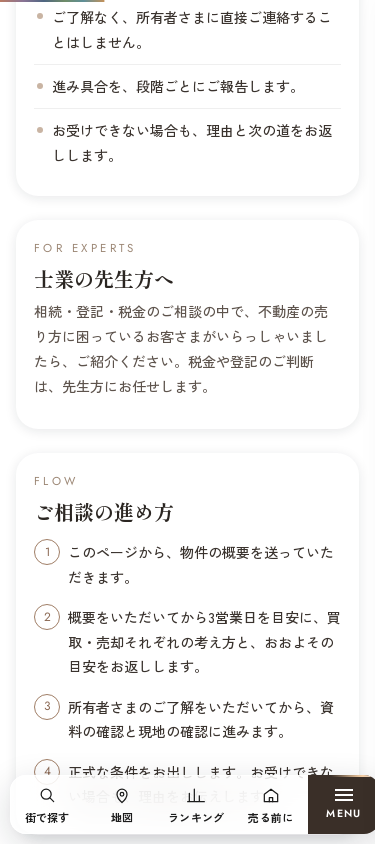 ご了解なく、所有者さまに直接ご連絡するこ
とはしません。
進み具合を、段階ごとにご報告します。
お受けできない場合も、理由と次の道をお返
しします。
FOR EXPERTS
士業の先生方へ
相続・登記・税金のご相談の中で、不動産の売
り方に困っているお客さまがいらっしゃいまし
たら、ご紹介ください。税金や登記のご判断
は、先生方にお任せします。
FLOW
ご相談の進め方
1 このページから、物件の概要を送っていた
だきます。
2 概要をいただいてから3営業日を目安に、買
取・売却それぞれの考え方と、おおよその
目安をお返しします。
3 所有者さまのご了解をいただいてから、資
料の確認と現地の確認に進みます。
4 正式な条件をお出しします。お受けできな
い場合
理由を
街で探す 地図 ランキング 売る前に MENU